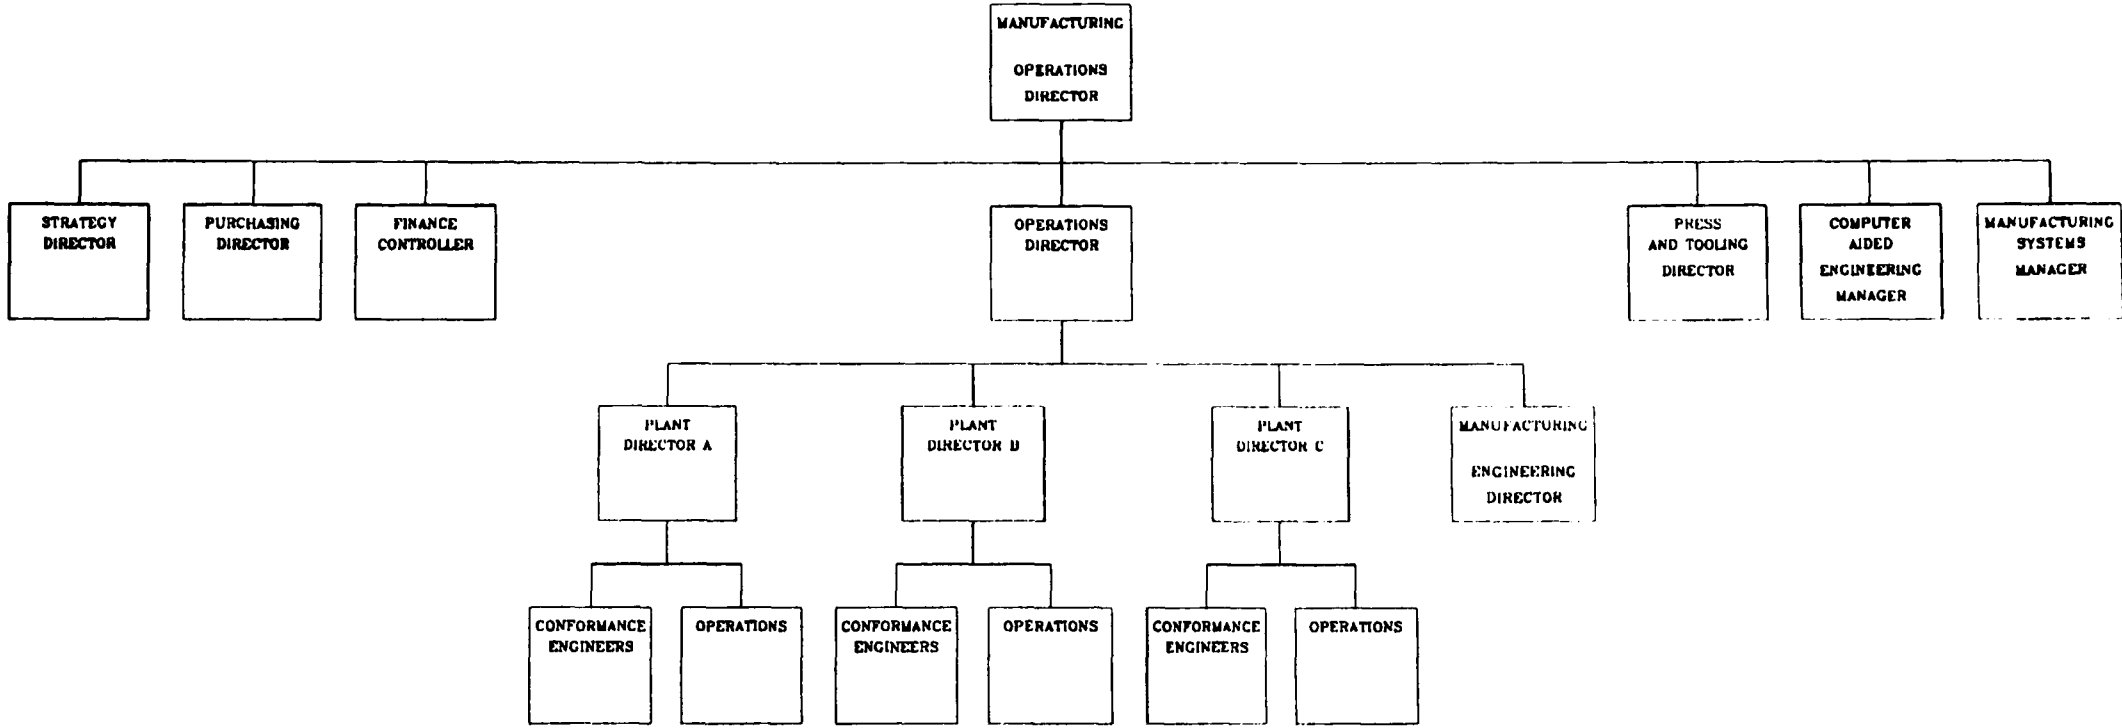 MANUFACTURING
OPERATIONS
DIRECTOR
STRATEGY
DIRECTOR
PURCHASING
DIRECTOR
FINANCE
CONTROLLER
OPERATIONS
DIRECTOR
PRESS
AND TOOLING
DIRECTOR
COMPUTER
AIDED
ENGINEERING
MANAGER
MANUFACTURING
SYSTEMS
MANAGER
PLANT
DIRECTOR A
PLANT
DIRECTOR B
PLANT
DIRECTOR C
MANUFACTURING
ENGINEERING
DIRECTOR
CONFORMANCE
ENGINEERS
OPERATIONS
CONFORMANCE
ENGINEERS
OPERATIONS
CONFORMANCE
ENGINEERS
OPERATIONS